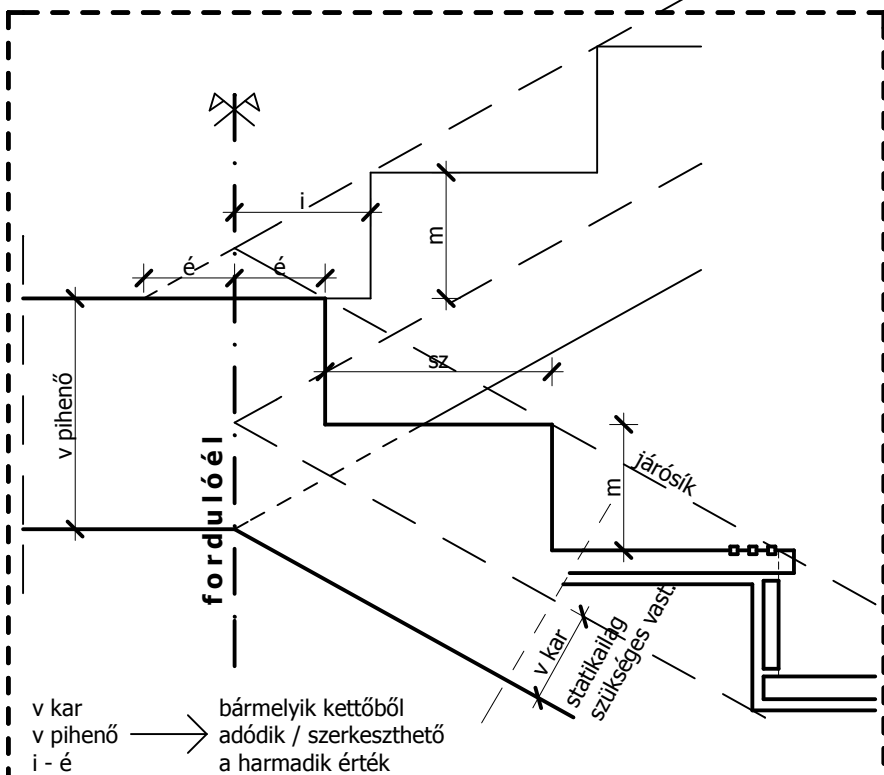 i
m
é
é
sz
v pihenő
fordulóél
m
járósík
v kar
statikailag
szükséges vast.
v kar
v pihenő
i - é
bármelyik kettőből
adódik / szerkeszthető
a harmadik érték